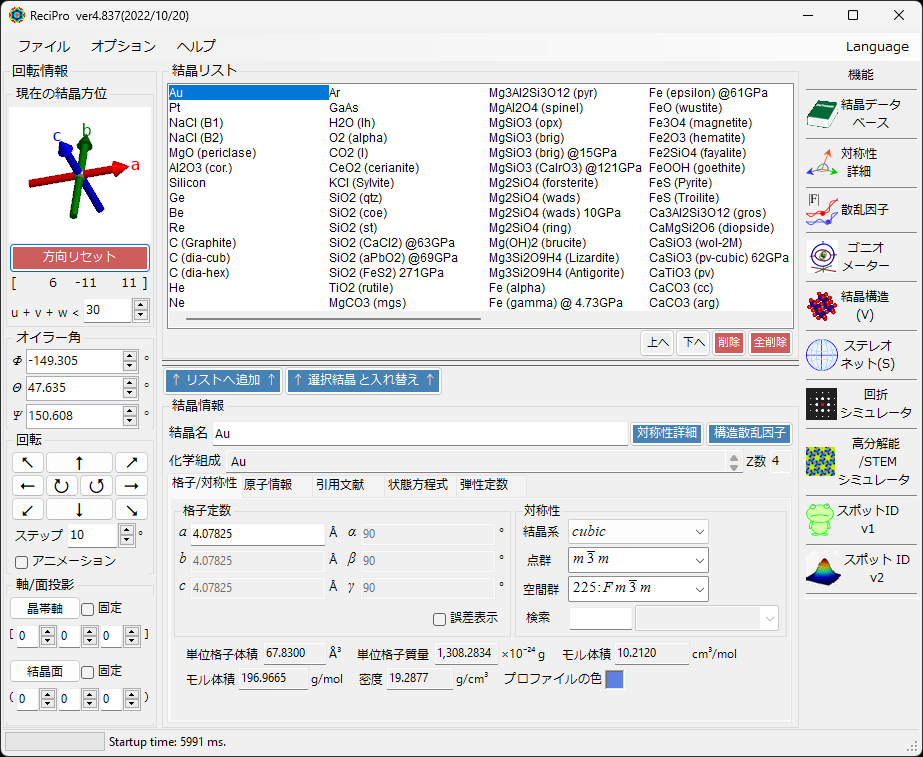 ReciPro ver4.837(2022/10/20)
ファイル オプション ヘルプ Language
回転情報
現在の結晶方位
c b a
方向リセット
[ 6 -11 11 ]
u + v + w < 30
オイラー角
Φ -149.305 °
Θ 47.635 °
Ψ 150.608 °
回転
↖ ↑ ↗
← ↻ ↺ →
↙ ↓ ↘
ステップ 10 °
アニメーション
軸/面投影
晶帯軸 固定
[ 0 0 0 ]
結晶面 固定
( 0 0 0 )
結晶リスト
Au Ar Mg3Al2Si3O12 (pyr) Fe (epsilon) @61GPa
Pt GaAs MgAl2O4 (spinel) FeO (wustite)
NaCl (B1) H2O (Ih) MgSiO3 (opx) Fe3O4 (magnetite)
NaCl (B2) O2 (alpha) MgSiO3 (brig) Fe2O3 (hematite)
MgO (periclase) CO2 (I) MgSiO3 (brig) @15GPa Fe2SiO4 (fayalite)
Al2O3 (cor.) CeO2 (cerianite) MgSiO3 (CaIrO3) @121GPa FeOOH (goethite)
Silicon KCl (Sylvite) Mg2SiO4 (forsterite) FeS (Pyrite)
Ge SiO2 (qtz) Mg2SiO4 (wads) FeS (Troilite)
Be SiO2 (coe) Mg2SiO4 (wads) 10GPa Ca3Al2Si3O12 (gros)
Re SiO2 (st) Mg2SiO4 (ring) CaMgSi2O6 (diopside)
C (Graphite) SiO2 (CaCl2) @63GPa Mg(OH)2 (brucite) CaSiO3 (wol-2M)
C (dia-cub) SiO2 (aPbO2) @69GPa Mg3Si2O9H4 (Lizardite) CaSiO3 (pv-cubic) 62GPa
C (dia-hex) SiO2 (FeS2) 271GPa Mg3Si2O9H4 (Antigorite) CaTiO3 (pv)
He TiO2 (rutile) Fe (alpha) CaCO3 (cc)
Ne MgCO3 (mgs) Fe (gamma) @ 4.73GPa CaCO3 (arg)
上へ 下へ 削除 全削除
↑ リストへ追加 ↑ ↑ 選択結晶と入れ替え ↑
結晶情報
結晶名 Au 対称性詳細 構造散乱因子
化学組成 Au Z数 4
格子/対称性 原子情報 引用文献 状態方程式 弾性定数
格子定数
a 4.07825 Å α 90 °
b 4.07825 Å β 90 °
c 4.07825 Å γ 90 °
誤差表示
対称性
結晶系 cubic
点群 m 3̅ m
空間群 225: F m 3̅ m
検索
単位格子体積 67.8300 Å³ 単位格子質量 1,308.2834 ×10⁻²⁴ g モル体積 10.2120 cm³/mol
モル体積 196.9665 g/mol 密度 19.2877 g/cm³ プロファイルの色
機能
結晶データ
ベース
対称性
詳細
|F| 散乱因子
ゴニオ
メーター
結晶構造
(V)
ステレオ
ネット(S)
回折
シミュレータ
高分解能
/STEM
シミュレータ
スポットID
v1
スポット ID
v2
Startup time: 5991 ms.